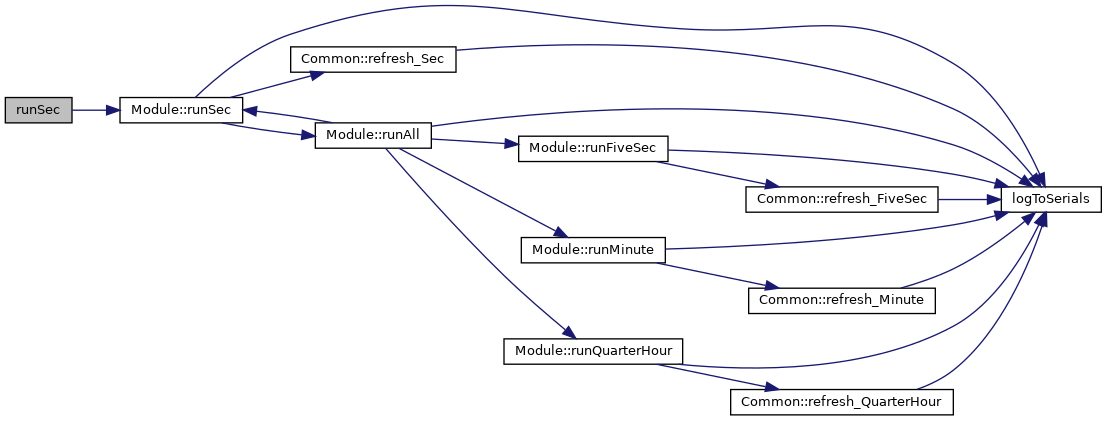 runSec
Module::runSec
Common::refresh_Sec
Module::runAll
Module::runFiveSec
Common::refresh_FiveSec
logToSerials
Module::runMinute
Common::refresh_Minute
Module::runQuarterHour
Common::refresh_QuarterHour